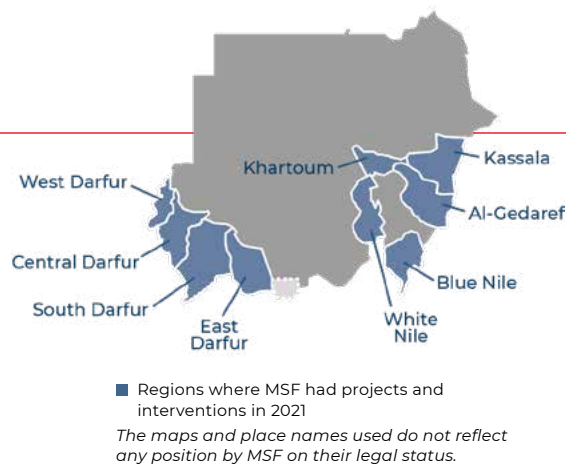 Khartoum
Kassala
West Darfur
Al-Gedaref
Central Darfur
Blue Nile
South Darfur
East
Darfur
White
Nile
Regions where MSF had projects and
interventions in 2021
The maps and place names used do not reflect
any position by MSF on their legal status.